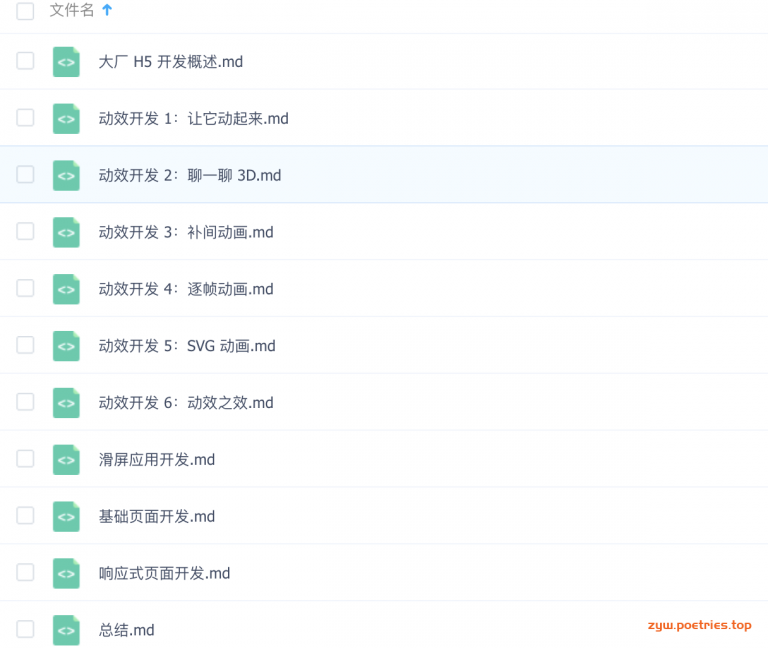 文件名
大厂 H5 开发概述.md
动效开发 1：让它动起来.md
动效开发 2：聊一聊 3D.md
动效开发 3：补间动画.md
动效开发 4：逐帧动画.md
动效开发 5：SVG 动画.md
动效开发 6：动效之效.md
滑屏应用开发.md
基础页面开发.md
响应式页面开发.md
总结.md
zyw.poetries.top